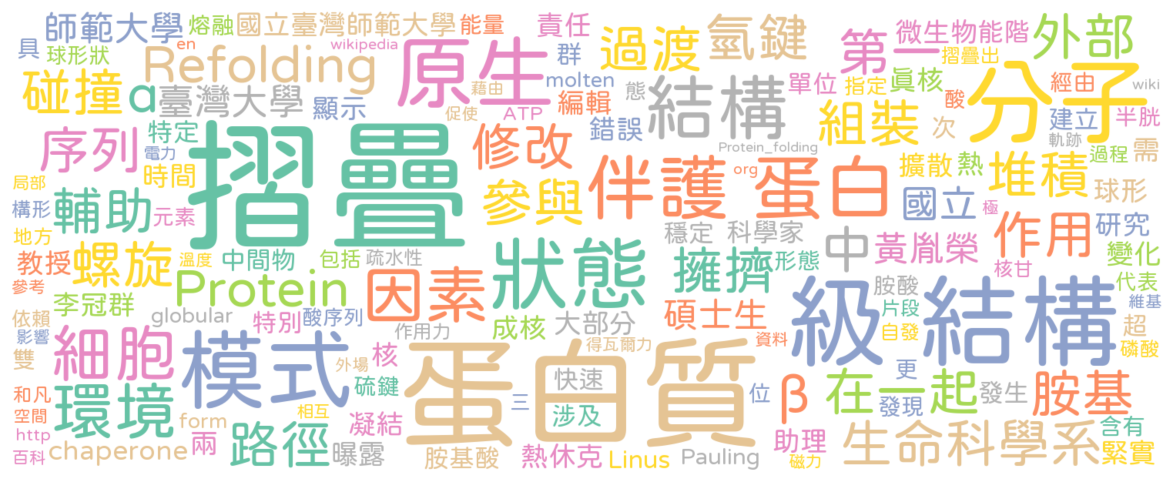 師範大學 熔融 國立臺灣師範大學 能量 責任 過渡 氫鍵 第一 微生物能階 外部
具 球形狀 en wikipedia 群 摺疊出
Refolding 原生 molten 單位 指定 眞核 分子 經由 wiki
碰撞 α 臺灣大學 顯示 藉由 編輯 態 結構 組裝 酸 建立 半胱
促使 ATP 錯誤 次 軌跡
序列 特定 電力 摺疊 修改 Protein_folding 擴散 熱 堆積 過程 需
局部 時間 參與 伴護 org 蛋白 國立 極 球形
構形 輔助 元素 作用 研究
地方 穩定 科學家 中 黃胤榮
教授 螺旋 溫度 中間物 包括 疏水性 狀態 擁擠 形態 核甘 變化
參考 因素 胺酸 代表
李冠群 Protein 級 結構 片段 維基
依賴 globular 特別 酸序列 成核 大部分 碩士生 自發 超
影響 作用力 磷酸
雙 細胞 模式 核 外場 得瓦爾力 資料 更
硫鍵 蛋白質 快速 β 在一起 發生 胺基
和凡 環境 三 位 發現
空間 form 相互 凝結 涉及 含有
http 路徑 兩 助理 生命科學系
百科 chaperone 曝露 胺基酸 熱休克 Linus Pauling 磁力 緊實